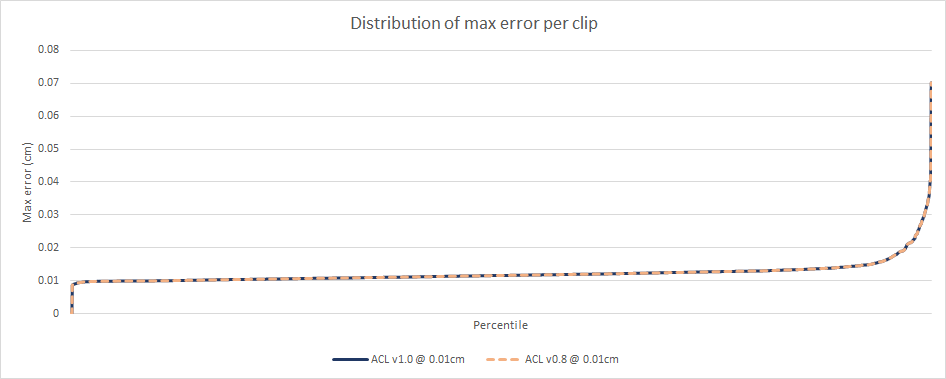 Distribution of max error per clip
0.08
0.07
0.06
0.05
0.04
0.03
0.02
0.01
0
Max error (cm)
Percentile
ACL v1.0 @ 0.01cm ACL v0.8 @ 0.01cm